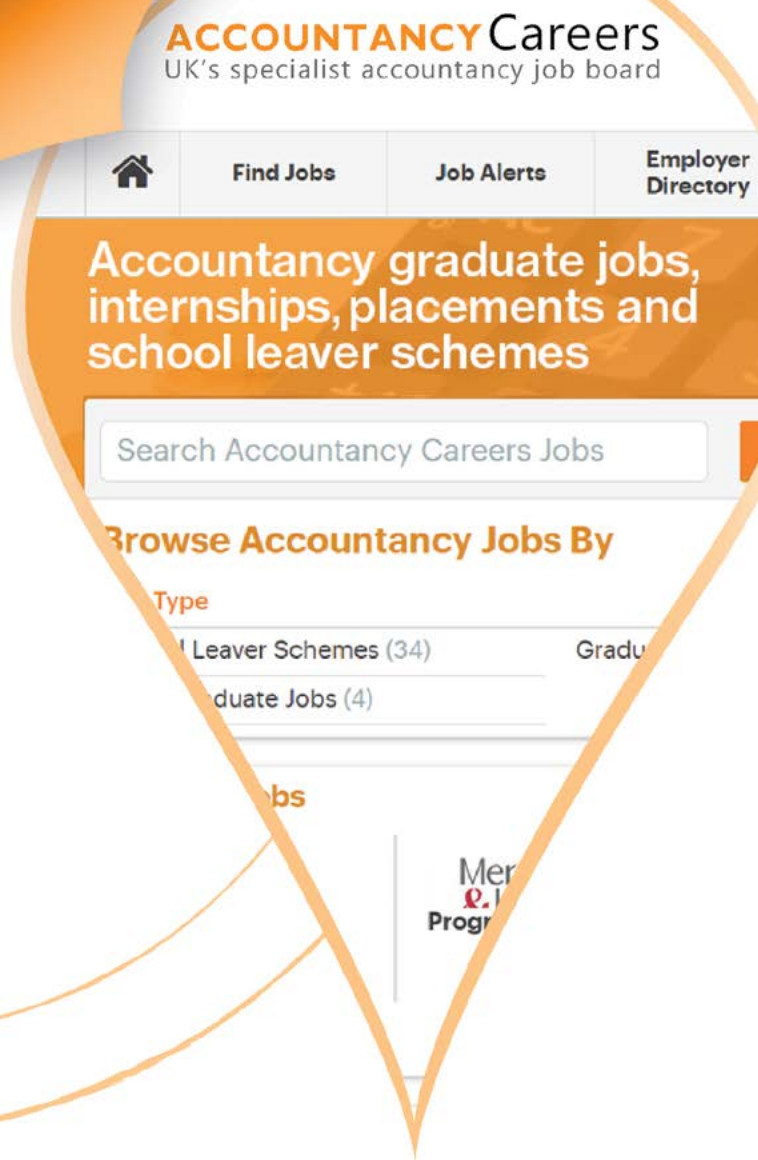 ACCOUNTANCY Careers
UK's specialist accountancy job board
Find Jobs
Job Alerts
Employer
Directory
Accountancy graduate jobs,
internships, placements and
school leaver schemes
Search Accountancy Careers Jobs
Browse Accountancy Jobs By
Type
Leaver Schemes (34)
Jobs (4)